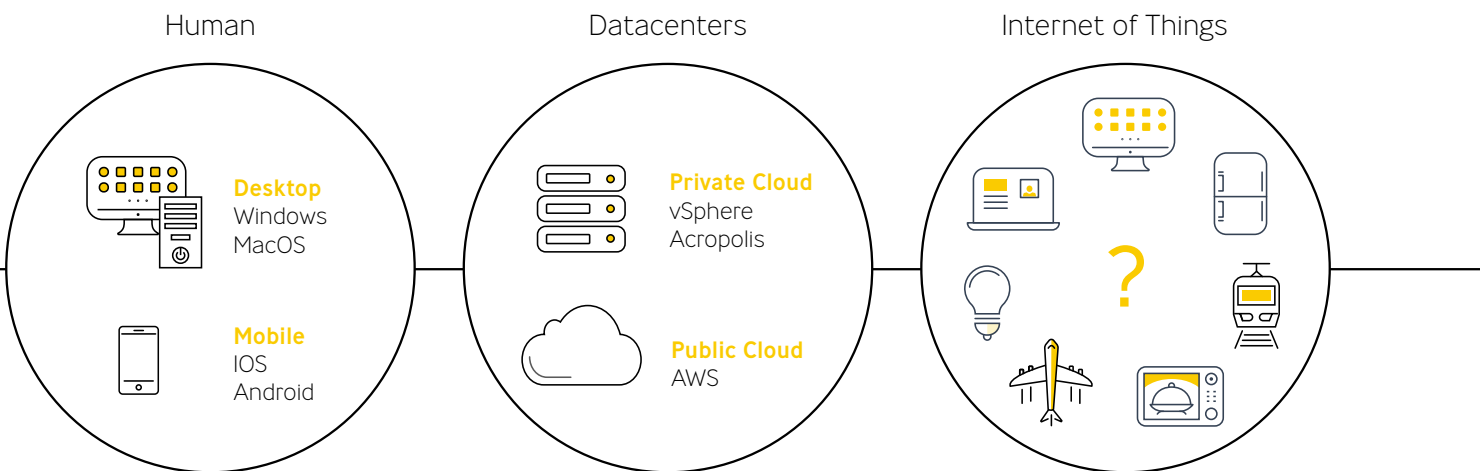 Human
Desktop
Windows
MacOS
Mobile
IOS
Android
Datacenters
Private Cloud
vSphere
Acropolis
Public Cloud
AWS
Internet of Things
?